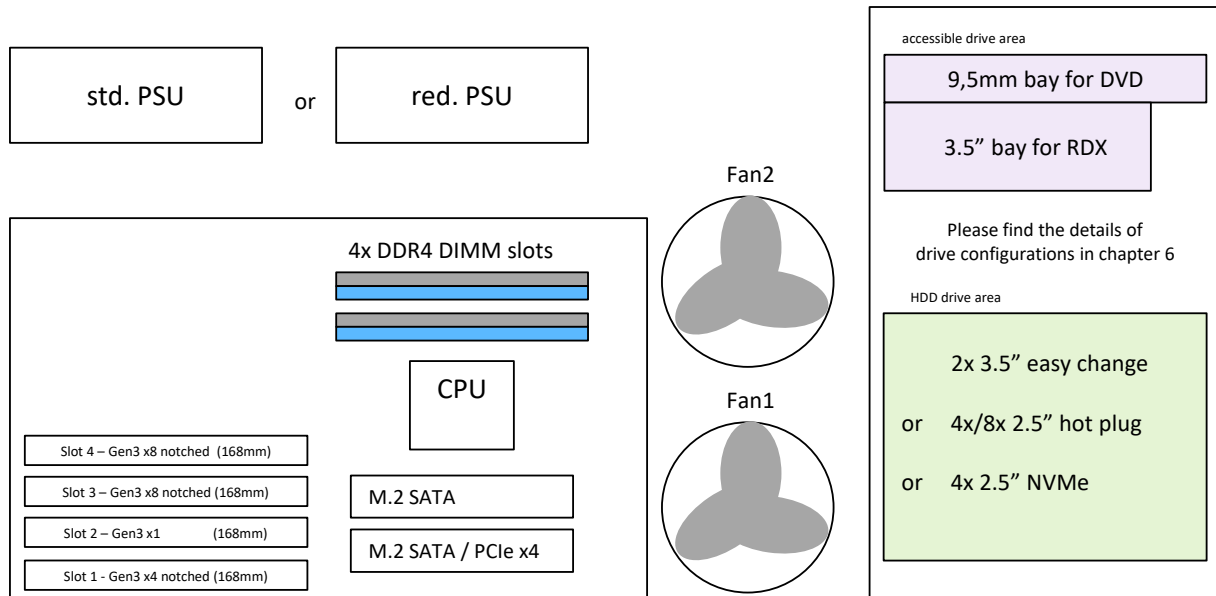 std. PSU
or
red. PSU
4x DDR4 DIMM slots
CPU
Slot 4 – Gen3 x8 notched (168mm)
Slot 3 – Gen3 x8 notched (168mm)
Slot 2 – Gen3 x1 (168mm)
Slot 1 - Gen3 x4 notched (168mm)
M.2 SATA
M.2 SATA / PCIe x4
Fan2
Fan1
accessible drive area
9,5mm bay for DVD
3.5” bay for RDX
Please find the details of
drive configurations in chapter 6
HDD drive area
2x 3.5” easy change
or 4x/8x 2.5” hot plug
or 4x 2.5” NVMe